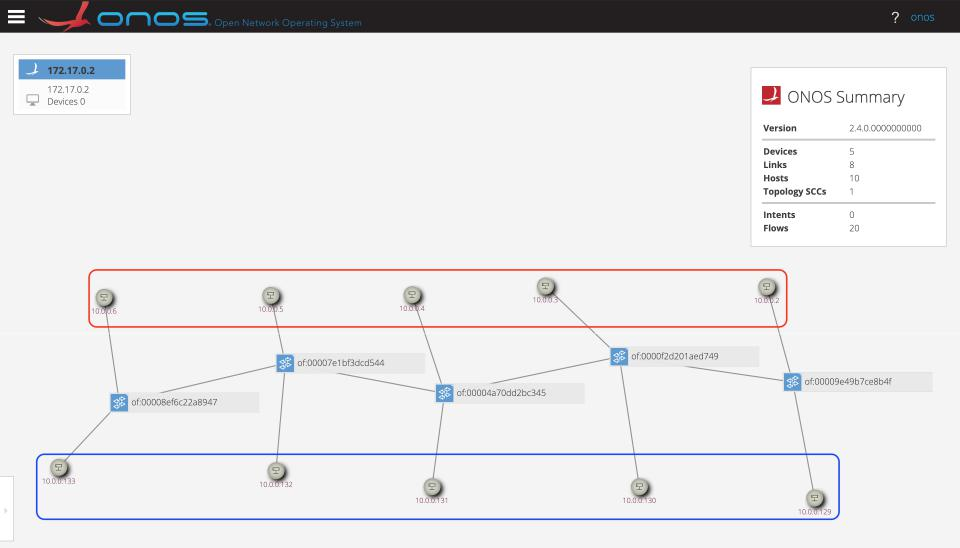 onos Open Network Operating System
? onos
172.17.0.2
172.17.0.2
Devices 0
ONOS Summary
Version 2.4.0.0000000000
Devices 5
Links 8
Hosts 10
Topology SCCs 1
Intents 0
Flows 20
10.0.0.6
10.0.0.5
10.0.0.4
10.0.0.3
10.0.0.2
of:00007e1bf3dcd544
of:0000f2d201aed749
of:00008ef6c22a8947
of:00004a70dd2bc345
of:00009e49b7ce8b4f
10.0.0.133
10.0.0.132
10.0.0.131
10.0.0.130
10.0.0.129